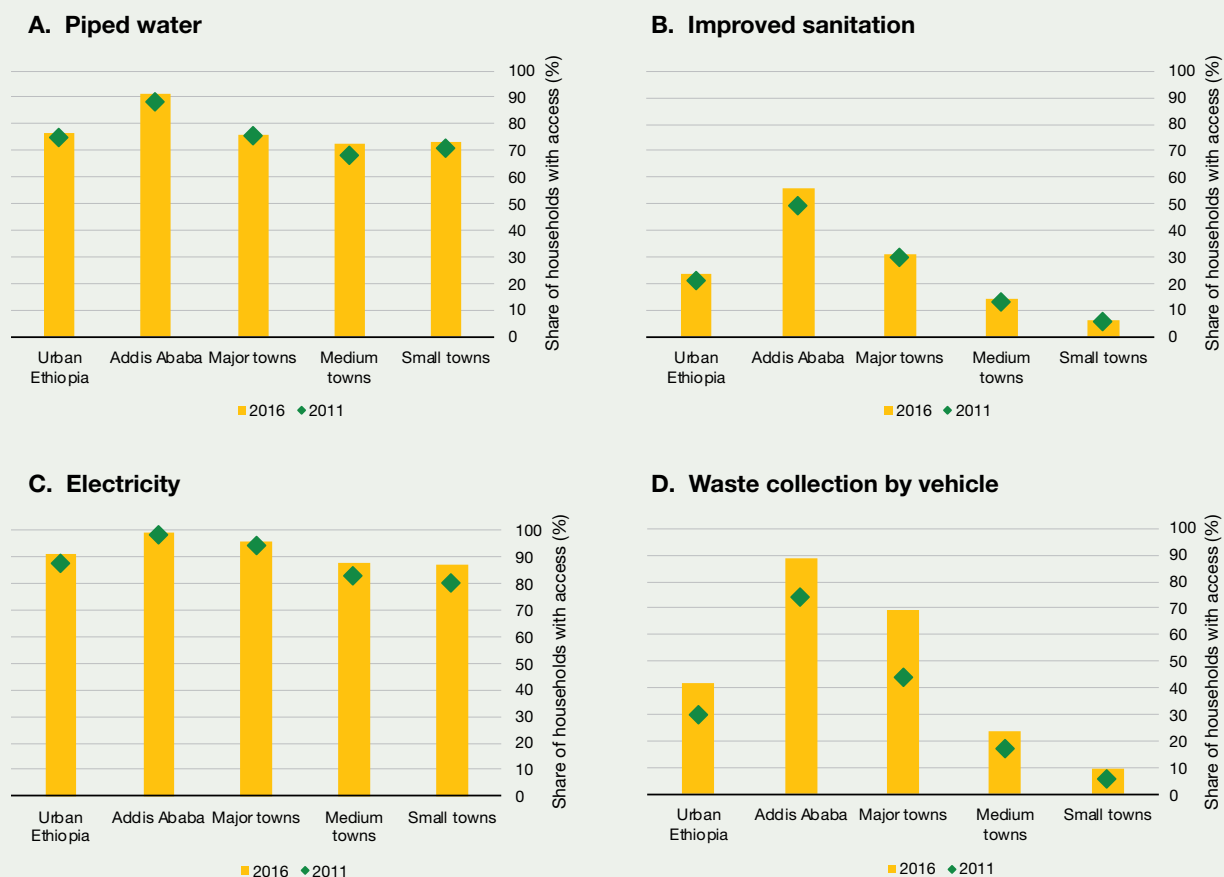 A. Piped water
100
90
80
70
60
50
40
30
20
10
0
Share of households with access (%)
Urban Ethiopia
Addis Ababa
Major towns
Medium towns
Small towns
2016 2011
B. Improved sanitation
100
90
80
70
60
50
40
30
20
10
0
Share of households with access (%)
Urban Ethiopia
Addis Ababa
Major towns
Medium towns
Small towns
2016 2011
C. Electricity
100
90
80
70
60
50
40
30
20
10
0
Share of households with access (%)
Urban Ethiopia
Addis Ababa
Major towns
Medium towns
Small towns
2016 2011
D. Waste collection by vehicle
100
90
80
70
60
50
40
30
20
10
0
Share of households with access (%)
Urban Ethiopia
Addis Ababa
Major towns
Medium towns
Small towns
2016 2011